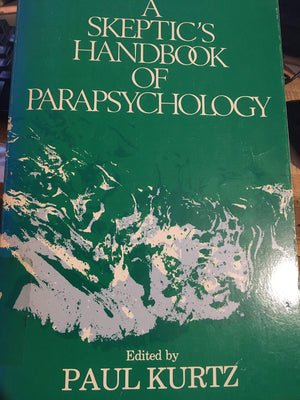 A
SKEPTIC'S
HANDBOOK
OF
PARAPSYCHOLOGY
Edited by
PAUL KURTZ